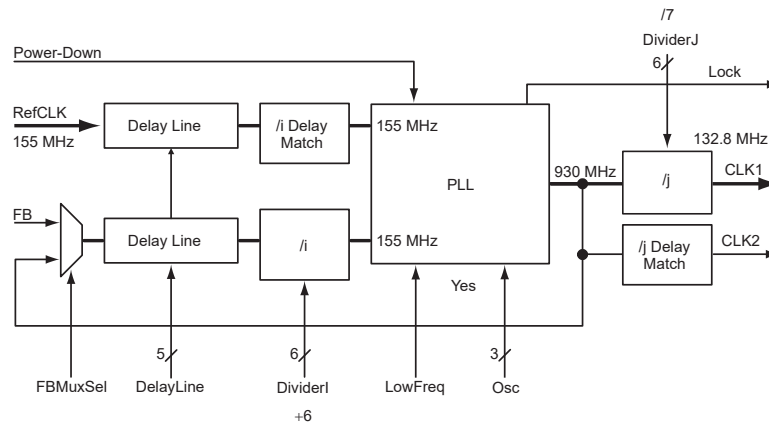 /7
Power-Down
DividerJ
6
Lock
RefCLK
155 MHz
Delay Line
/i Delay
Match
155 MHz
PLL
930 MHz
/j
132.8 MHz
CLK1
FB
Delay Line
/i
155 MHz
/j Delay
Match
CLK2
Yes
5
6
3
FBMuxSel
DelayLine
DividerI
LowFreq
Osc
+6